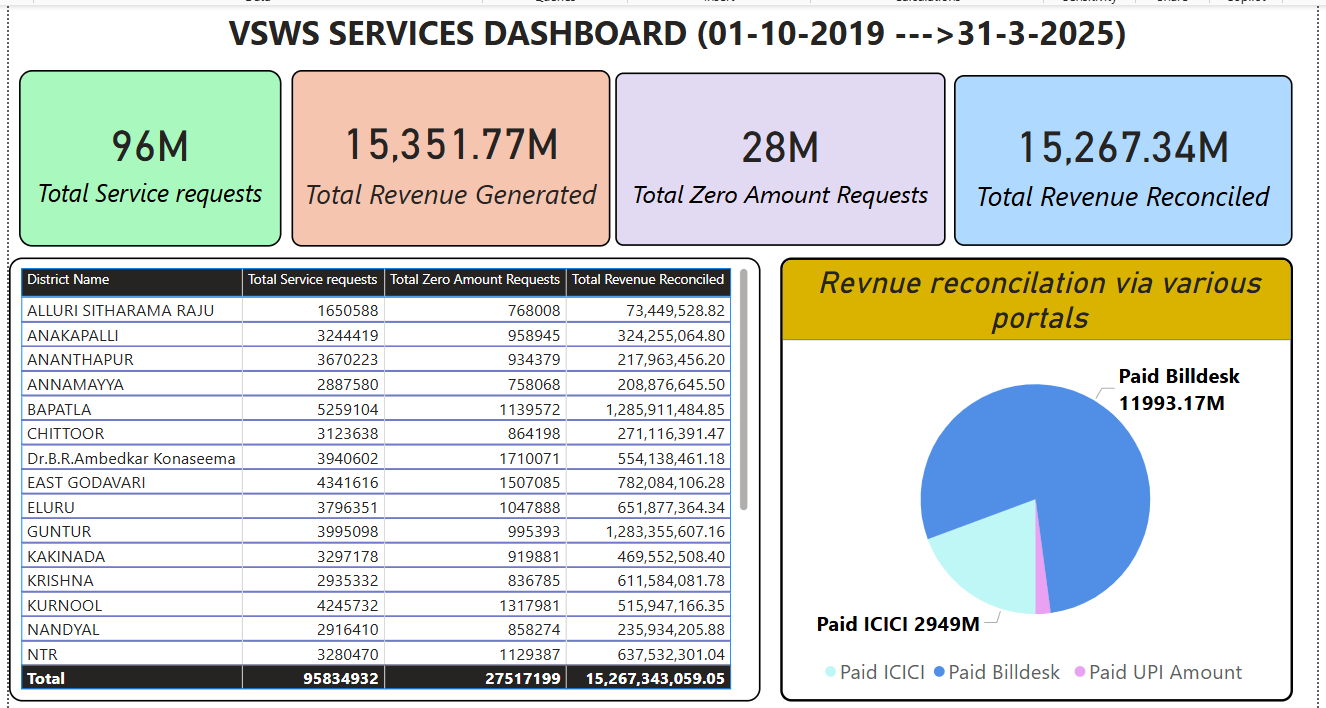 VSWS SERVICES DASHBOARD (01-10-2019 --->31-3-2025)
96M
Total Service requests
15,351.77M
Total Revenue Generated
28M
Total Zero Amount Requests
15,267.34M
Total Revenue Reconciled
District Name Total Service requests Total Zero Amount Requests Total Revenue Reconciled
ALLURI SITHARAMA RAJU 1650588 768008 73,449,528.82
ANAKAPALLI 3244419 958945 324,255,064.80
ANANTHAPUR 3670223 934379 217,963,456.20
ANNAMAYYA 2887580 758068 208,876,645.50
BAPATLA 5259104 1139572 1,285,911,484.85
CHITTOOR 3123638 864198 271,116,391.47
Dr.B.R.Ambedkar Konaseema 3940602 1710071 554,138,461.18
EAST GODAVARI 4341616 1507085 782,084,106.28
ELURU 3796351 1047888 651,877,364.34
GUNTUR 3995098 995393 1,283,355,607.16
KAKINADA 3297178 919881 469,552,508.40
KRISHNA 2935332 836785 611,584,081.78
KURNOOL 4245732 1317981 515,947,166.35
NANDYAL 2916410 858274 235,934,205.88
NTR 3280470 1129387 637,532,301.04
Total 95834932 27517199 15,267,343,059.05
Revnue reconcilation via various
portals
Paid Billdesk
11993.17M
Paid ICICI 2949M
Paid ICICI Paid Billdesk Paid UPI Amount